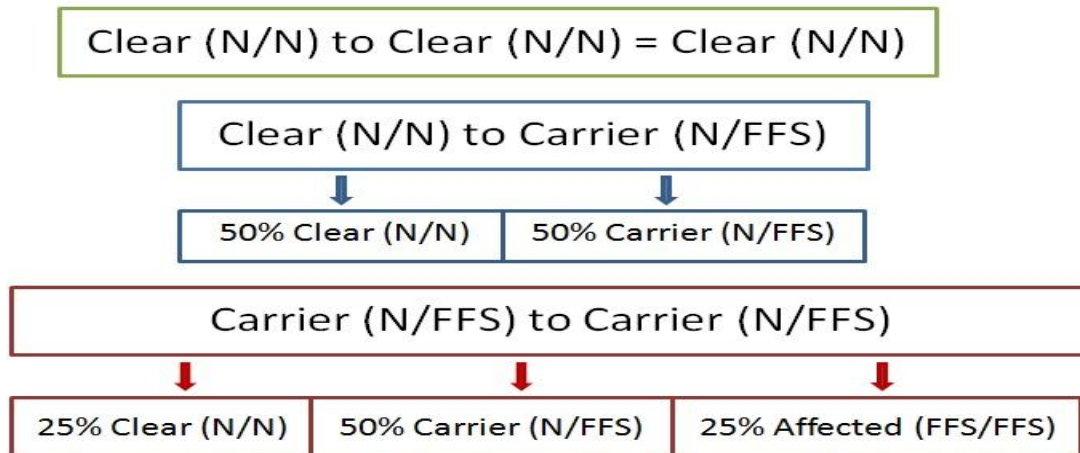 Clear (N/N) to Clear (N/N) = Clear (N/N)
Clear (N/N) to Carrier (N/FFS)
50% Clear (N/N) 50% Carrier (N/FFS)
Carrier (N/FFS) to Carrier (N/FFS)
25% Clear (N/N) 50% Carrier (N/FFS) 25% Affected (FFS/FFS)